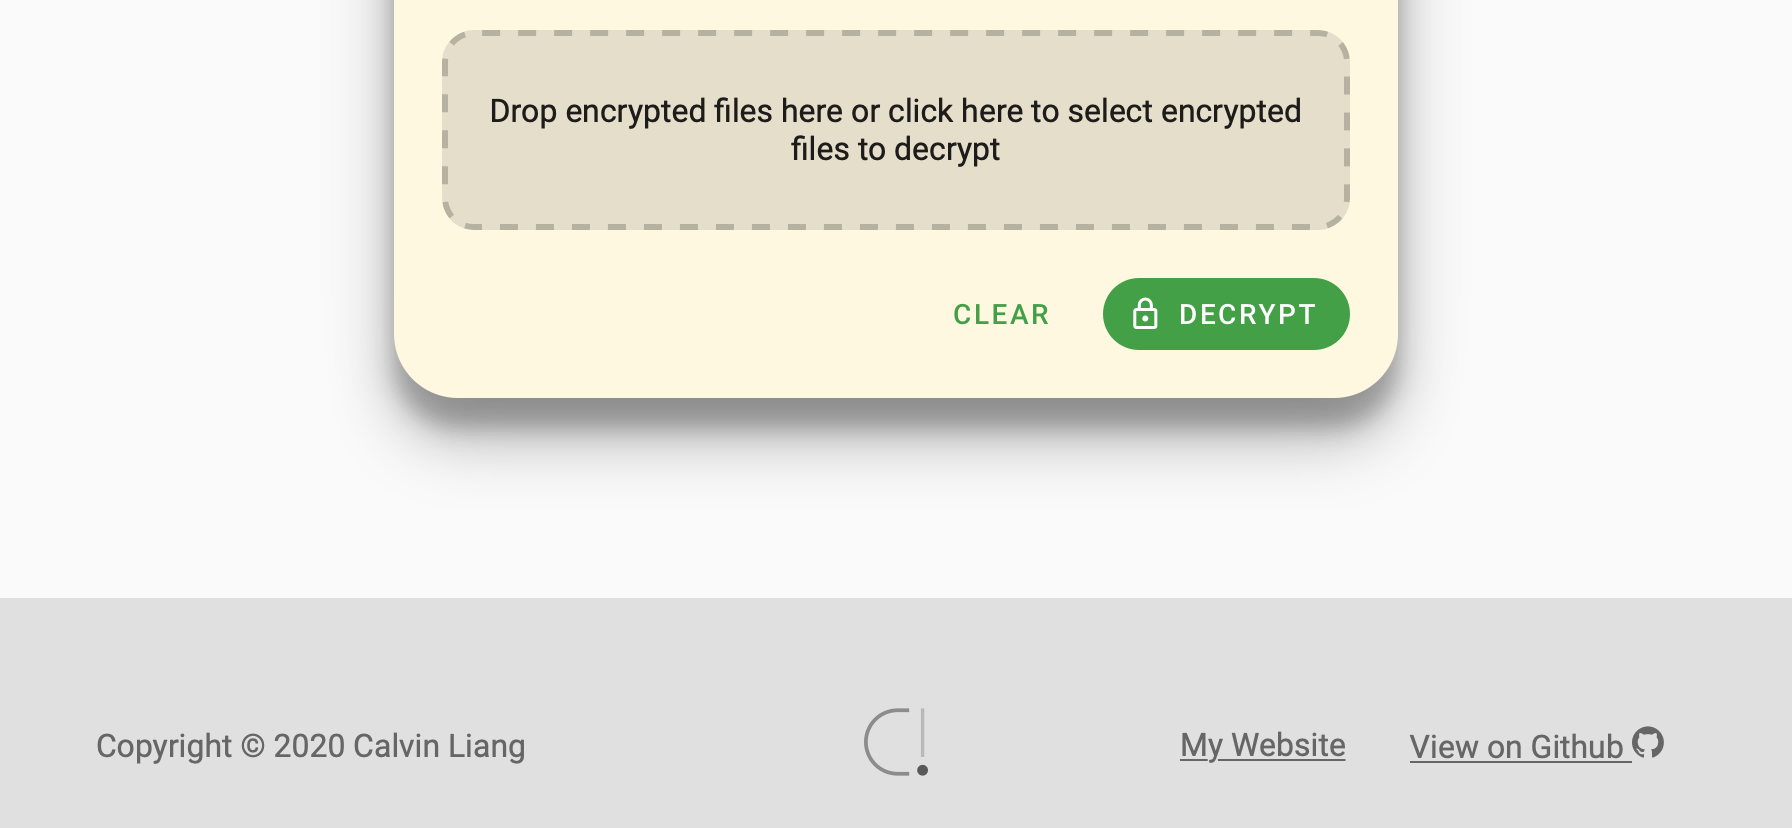 Drop encrypted files here or click here to select encrypted
files to decrypt
CLEAR
DECRYPT
Copyright © 2020 Calvin Liang
My Website
View on Github